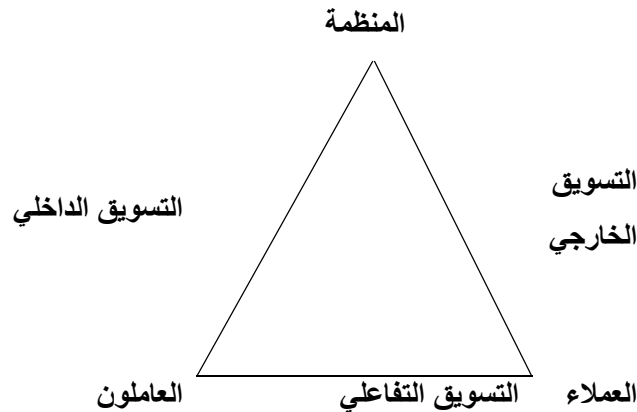 المنظمة
التسويق
الخارجي
التسويق الداخلي
العملاء
التسويق التفاعلي
العاملون